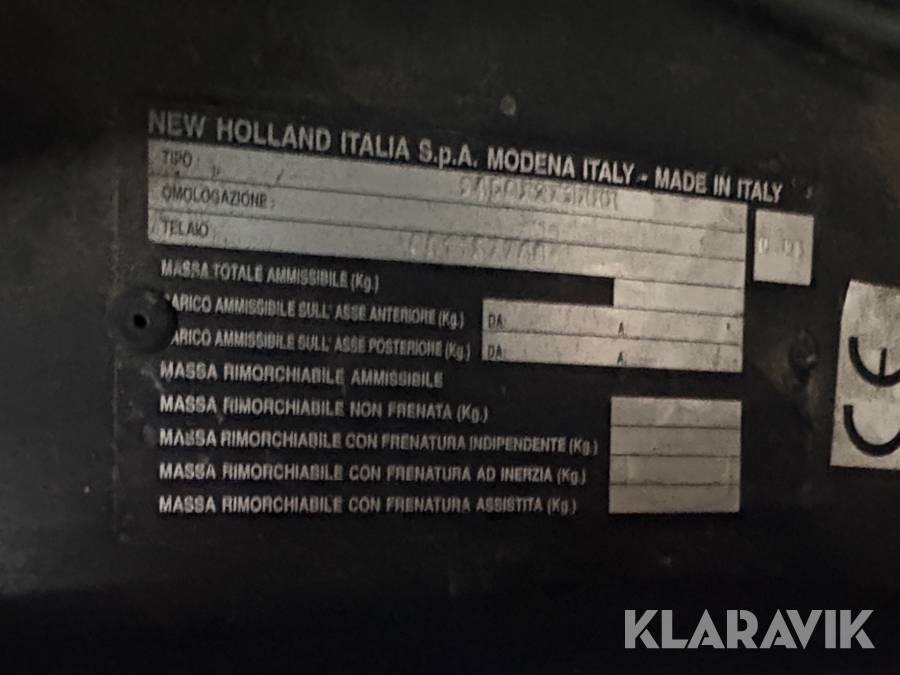 NEW HOLLAND ITALIA S.p.A. MODENA ITALY - MADE IN ITALY
TIPO:
OMOLOGAZIONE:
TELAIO:
MASSA TOTALE AMMISSIBILE (Kg.)
CARICO AMMISSIBILE SULL' ASSE ANTERIORE (Kg.) DA A:
CARICO AMMISSIBILE SULL' ASSE POSTERIORE (Kg.) DA A:
MASSA RIMORCHIABILE AMMISSIBILE
MASSA RIMORCHIABILE NON FRENATA (Kg.)
MASSA RIMORCHIABILE CON FRENATURA INDIPENDENTE (Kg.)
MASSA RIMORCHIABILE CON FRENATURA AD INERZIA (Kg.)
MASSA RIMORCHIABILE CON FRENATURA ASSISTITA (Kg.)
CE
KLARAVIK